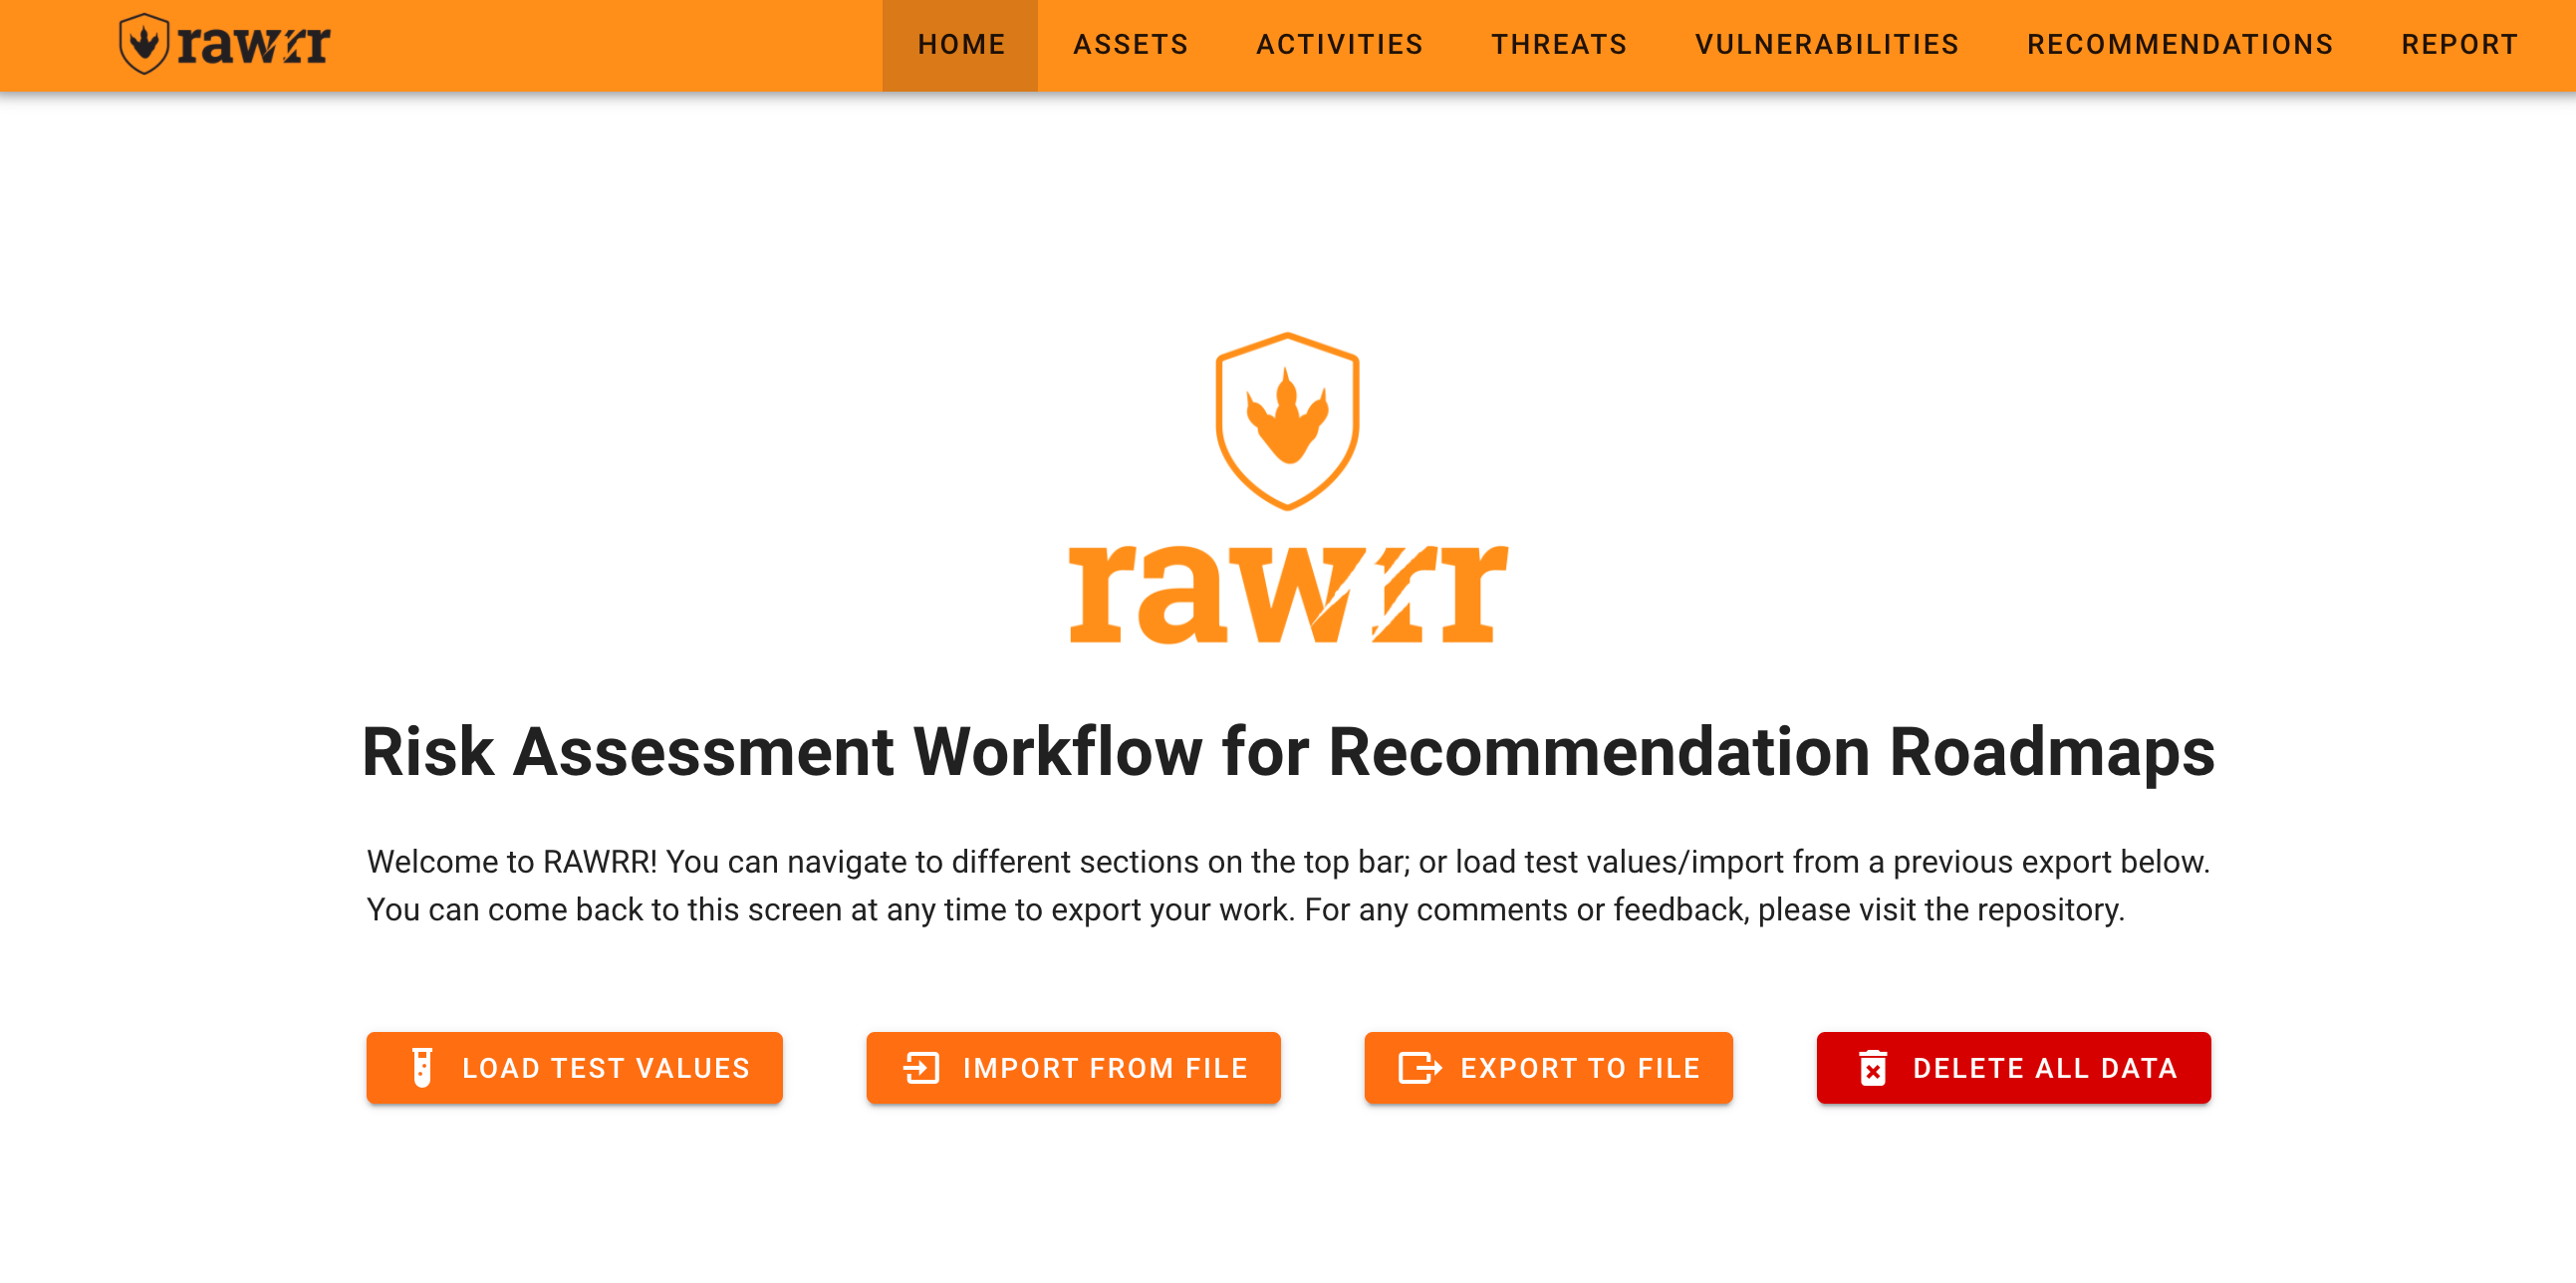 rawrr HOME ASSETS ACTIVITIES THREATS VULNERABILITIES RECOMMENDATIONS REPORT
rawrr
Risk Assessment Workflow for Recommendation Roadmaps
Welcome to RAWRR! You can navigate to different sections on the top bar; or load test values/import from a previous export below.
You can come back to this screen at any time to export your work. For any comments or feedback, please visit the repository.
LOAD TEST VALUES IMPORT FROM FILE EXPORT TO FILE DELETE ALL DATA